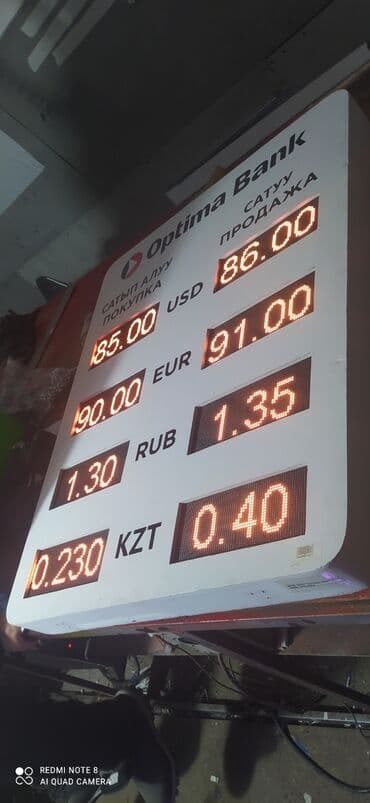 Optima Bank
САТЫП АЛУУ САТУУ
ПОКУПКА ПРОДАЖА
85.00 USD 86.00
90.00 EUR 91.00
1.30 RUB 1.35
0.230 KZT 0.40
REDMI NOTE 8
AI QUAD CAMERA